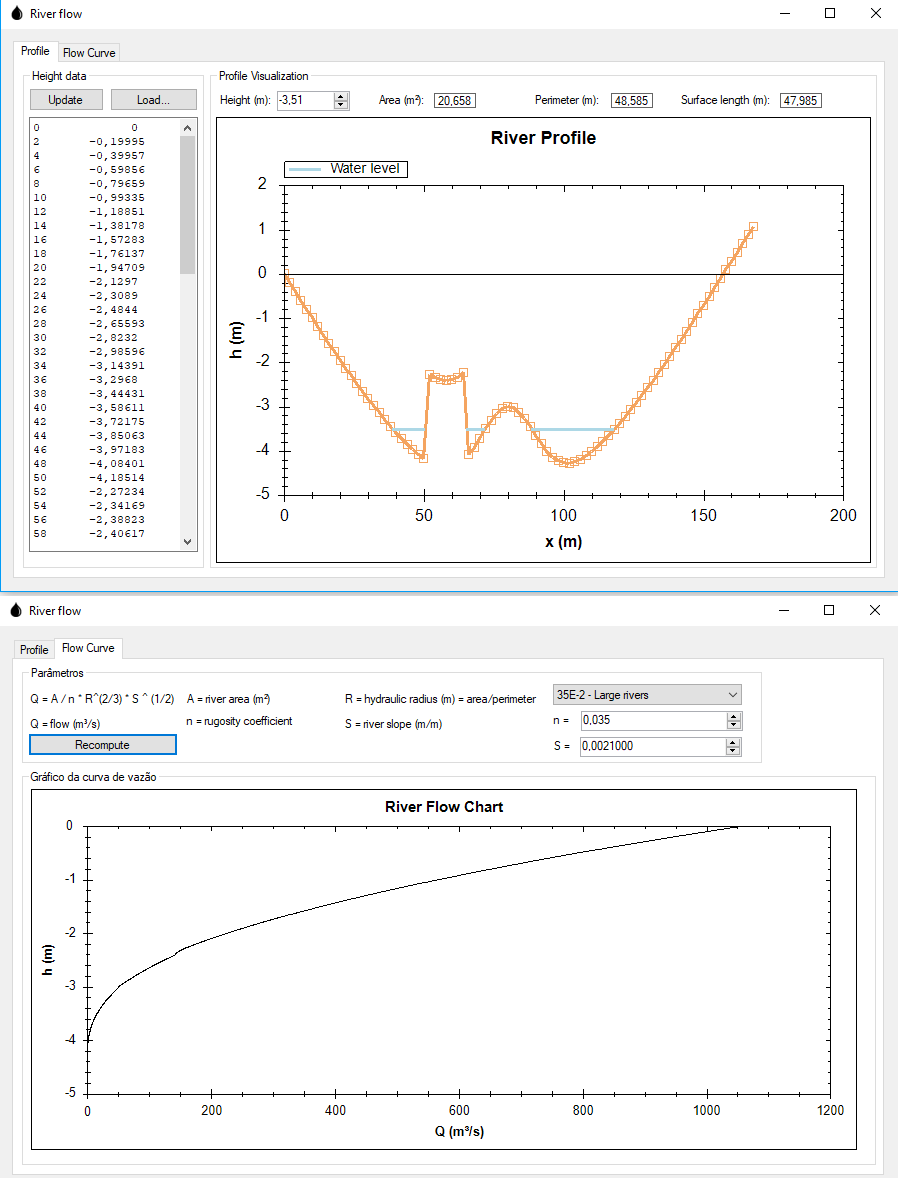 River flow
Profile Flow Curve
Height data
Update Load...
0 0
2 -0,19995
4 -0,39957
6 -0,59856
8 -0,79659
10 -0,99335
12 -1,18851
14 -1,38178
16 -1,57283
18 -1,76137
20 -1,94709
22 -2,1297
24 -2,3089
26 -2,4844
28 -2,65593
30 -2,8232
32 -2,98596
34 -3,14391
36 -3,2968
38 -3,44431
40 -3,58611
42 -3,72175
44 -3,85063
46 -3,97183
48 -4,08401
50 -4,18514
52 -2,27234
54 -2,34169
56 -2,38823
58 -2,40617
Profile Visualization
Height (m): -3,51 Area (m²): 20,658 Perimeter (m): 48,585 Surface length (m): 47,985
River Profile
Water level
2
1
0
-1
-2
-3
-4
-5
h (m)
0 50 100 150 200
x (m)
River flow
Profile Flow Curve
Parâmetros
Q = A / n * R^(2/3) * S ^ (1/2) A = river area (m²) R = hydraulic radius (m) = area/perimeter 35E-2 - Large rivers
Q = flow (m³/s) n = rugosity coefficient S = river slope (m/m) n = 0,035
Recompute S = 0,0021000
Gráfico da curva de vazão
River Flow Chart
0
-1
-2
-3
-4
-5
h (m)
0 200 400 600 800 1000 1200
Q (m³/s)